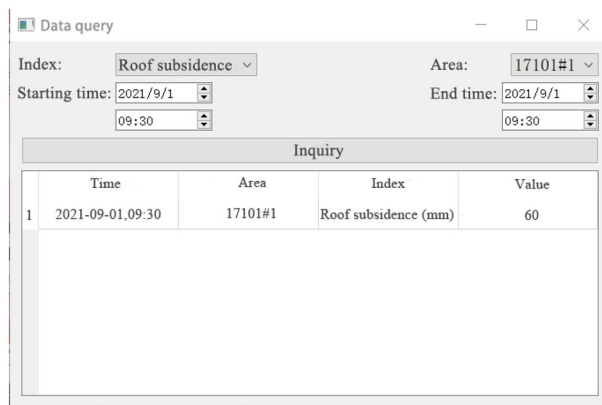 Data query
Index: Roof subsidence Area: 17101#1
Starting time: 2021/9/1 End time: 2021/9/1
09:30 09:30
Inquiry
Time Area Index Value
1 2021-09-01,09:30 17101#1 Roof subsidence (mm) 60